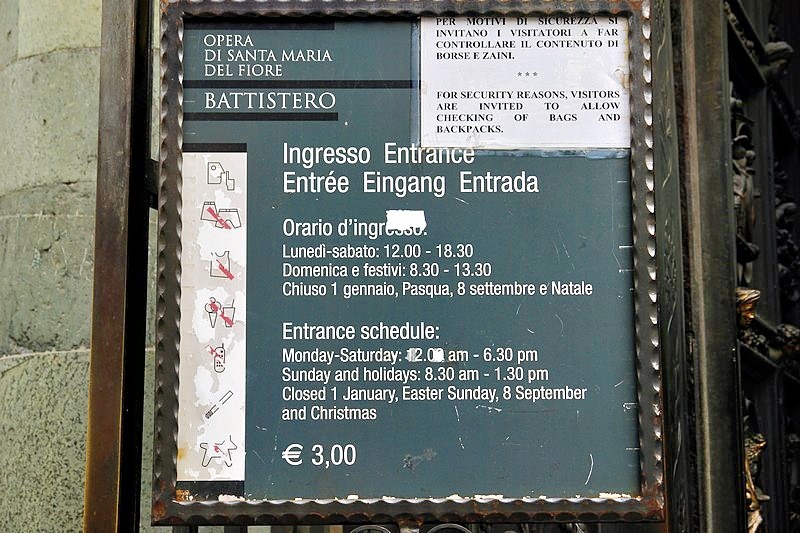 OPERA
DI SANTA MARIA
DEL FIORE
BATTISTERO
PER MOTIVI DI SICUREZZA SI
INVITANO I VISITATORI A FAR
CONTROLLARE IL CONTENUTO DI
BORSE E ZAINI.
***
FOR SECURITY REASONS, VISITORS
ARE INVITED TO ALLOW
CHECKING OF BAGS AND
BACKPACKS.
Ingresso Entrance
Entrée Eingang Entrada
Orario d'ingresso:
Lunedì-sabato: 12.00 - 18.30
Domenica e festivi: 8.30 - 13.30
Chiuso 1 gennaio, Pasqua, 8 settembre e Natale
Entrance schedule:
Monday-Saturday: 12.00 am - 6.30 pm
Sunday and holidays: 8.30 am - 1.30 pm
Closed 1 January, Easter Sunday, 8 September
and Christmas
€ 3,00